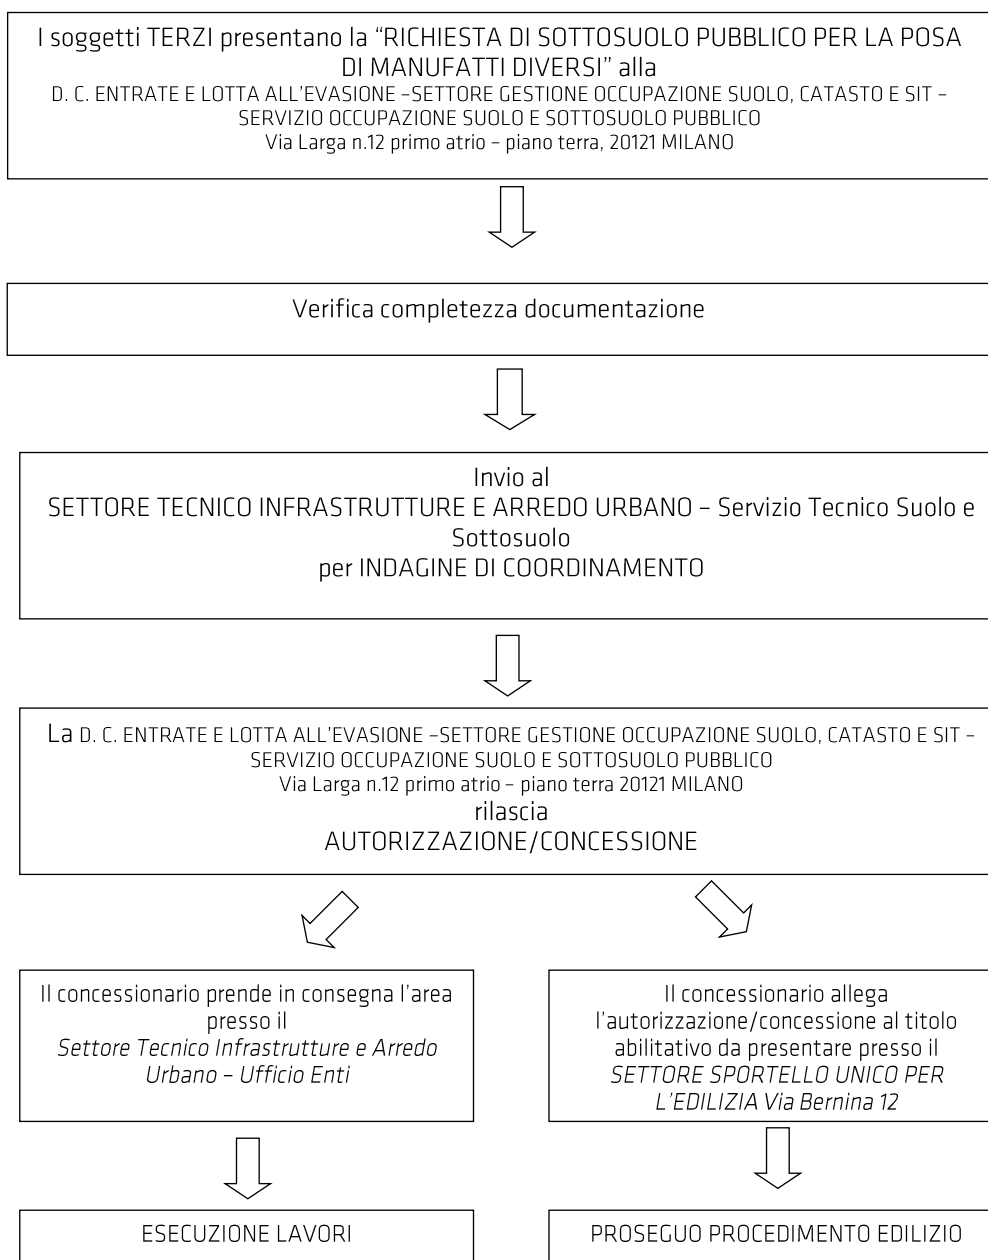 I soggetti TERZI presentano la “RICHIESTA DI SOTTOSUOLO PUBBLICO PER LA POSA
DI MANUFATTI DIVERSI” alla
D. C. ENTRATE E LOTTA ALL’EVASIONE –SETTORE GESTIONE OCCUPAZIONE SUOLO, CATASTO E SIT –
SERVIZIO OCCUPAZIONE SUOLO E SOTTOSUOLO PUBBLICO
Via Larga n.12 primo atrio – piano terra, 20121 MILANO
Verifica completezza documentazione
Invio al
SETTORE TECNICO INFRASTRUTTURE E ARREDO URBANO – Servizio Tecnico Suolo e
Sottosuolo
per INDAGINE DI COORDINAMENTO
La D. C. ENTRATE E LOTTA ALL’EVASIONE –SETTORE GESTIONE OCCUPAZIONE SUOLO, CATASTO E SIT –
SERVIZIO OCCUPAZIONE SUOLO E SOTTOSUOLO PUBBLICO
Via Larga n.12 primo atrio – piano terra 20121 MILANO
rilascia
AUTORIZZAZIONE/CONCESSIONE
Il concessionario prende in consegna l’area
presso il
Settore Tecnico Infrastrutture e Arredo
Urbano – Ufficio Enti
Il concessionario allega
l’autorizzazione/concessione al titolo
abilitativo da presentare presso il
SETTORE SPORTELLO UNICO PER
L’EDILIZIA Via Bernina 12
ESECUZIONE LAVORI
PROSEGUO PROCEDIMENTO EDILIZIO